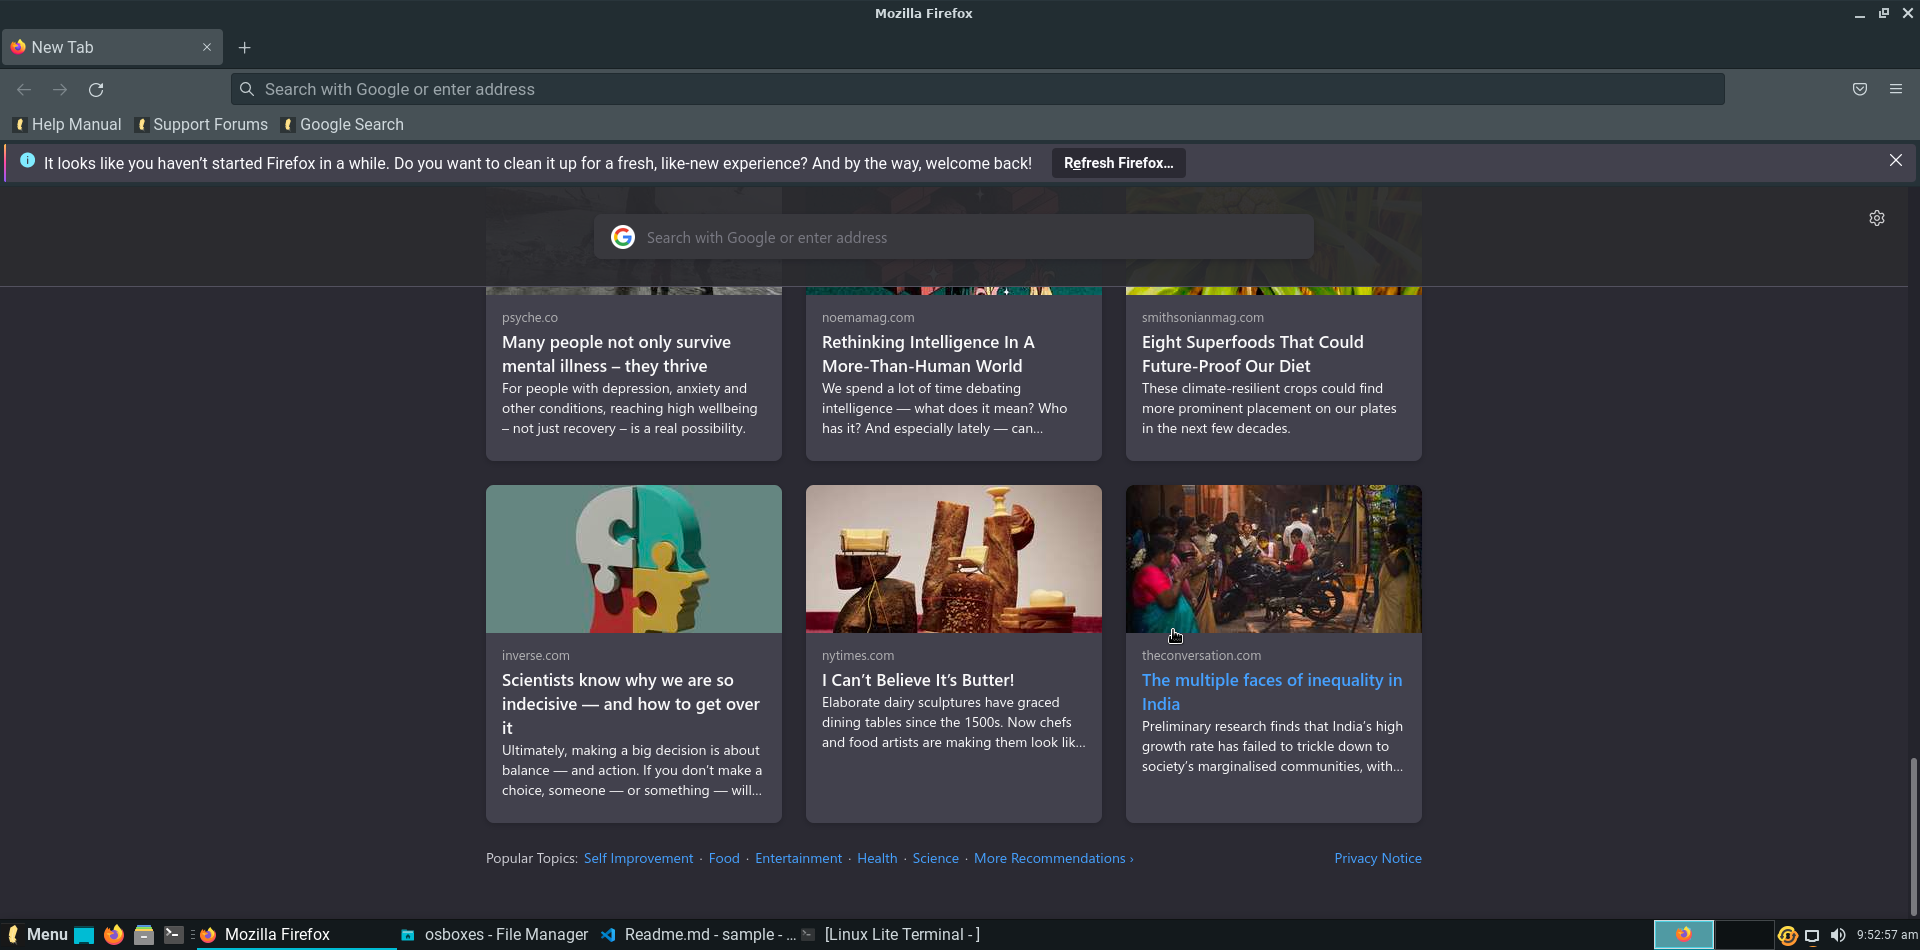 Mozilla Firefox
New Tab
Search with Google or enter address
Help Manual
Support Forums
Google Search
It looks like you haven't started Firefox in a while. Do you want to clean it up for a fresh, like-new experience? And by the way, welcome back!
Refresh Firefox...
Search with Google or enter address
psyche.co
Many people not only survive
mental illness – they thrive
For people with depression, anxiety and
other conditions, reaching high wellbeing
– not just recovery – is a real possibility.
noemamag.com
Rethinking Intelligence In A
More-Than-Human World
We spend a lot of time debating
intelligence — what does it mean? Who
has it? And especially lately — can...
smithsonianmag.com
Eight Superfoods That Could
Future-Proof Our Diet
These climate-resilient crops could find
more prominent placement on our plates
in the next few decades.
inverse.com
Scientists know why we are so
indecisive — and how to get over
it
Ultimately, making a big decision is about
balance — and action. If you don't make a
choice, someone — or something — will...
nytimes.com
I Can't Believe It's Butter!
Elaborate dairy sculptures have graced
dining tables since the 1500s. Now chefs
and food artists are making them look lik...
theconversation.com
The multiple faces of inequality in
India
Preliminary research finds that India's high
growth rate has failed to trickle down to
society's marginalised communities, with...
Popular Topics: Self Improvement · Food · Entertainment · Health · Science · More Recommendations ›
Privacy Notice
Menu
Mozilla Firefox
osboxes - File Manager
Readme.md - sample - ...
[Linux Lite Terminal - ]
9:52:57 am